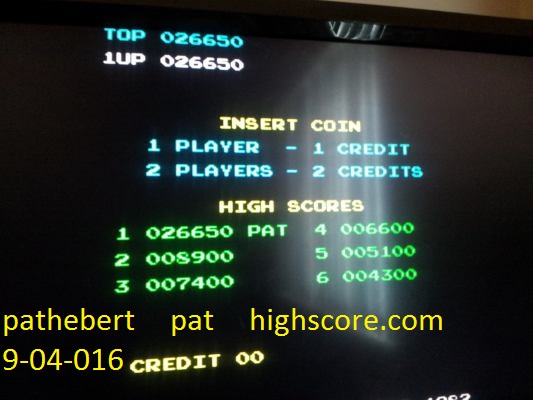 TOP 026650
1UP 026650
INSERT COIN
1 PLAYER - 1 CREDIT
2 PLAYERS - 2 CREDITS
HIGH SCORES
1 026650 PAT 4 006600
2 008900 5 005100
3 007400 6 004300
pathebert pat highscore.com
9-04-016
CREDIT 00